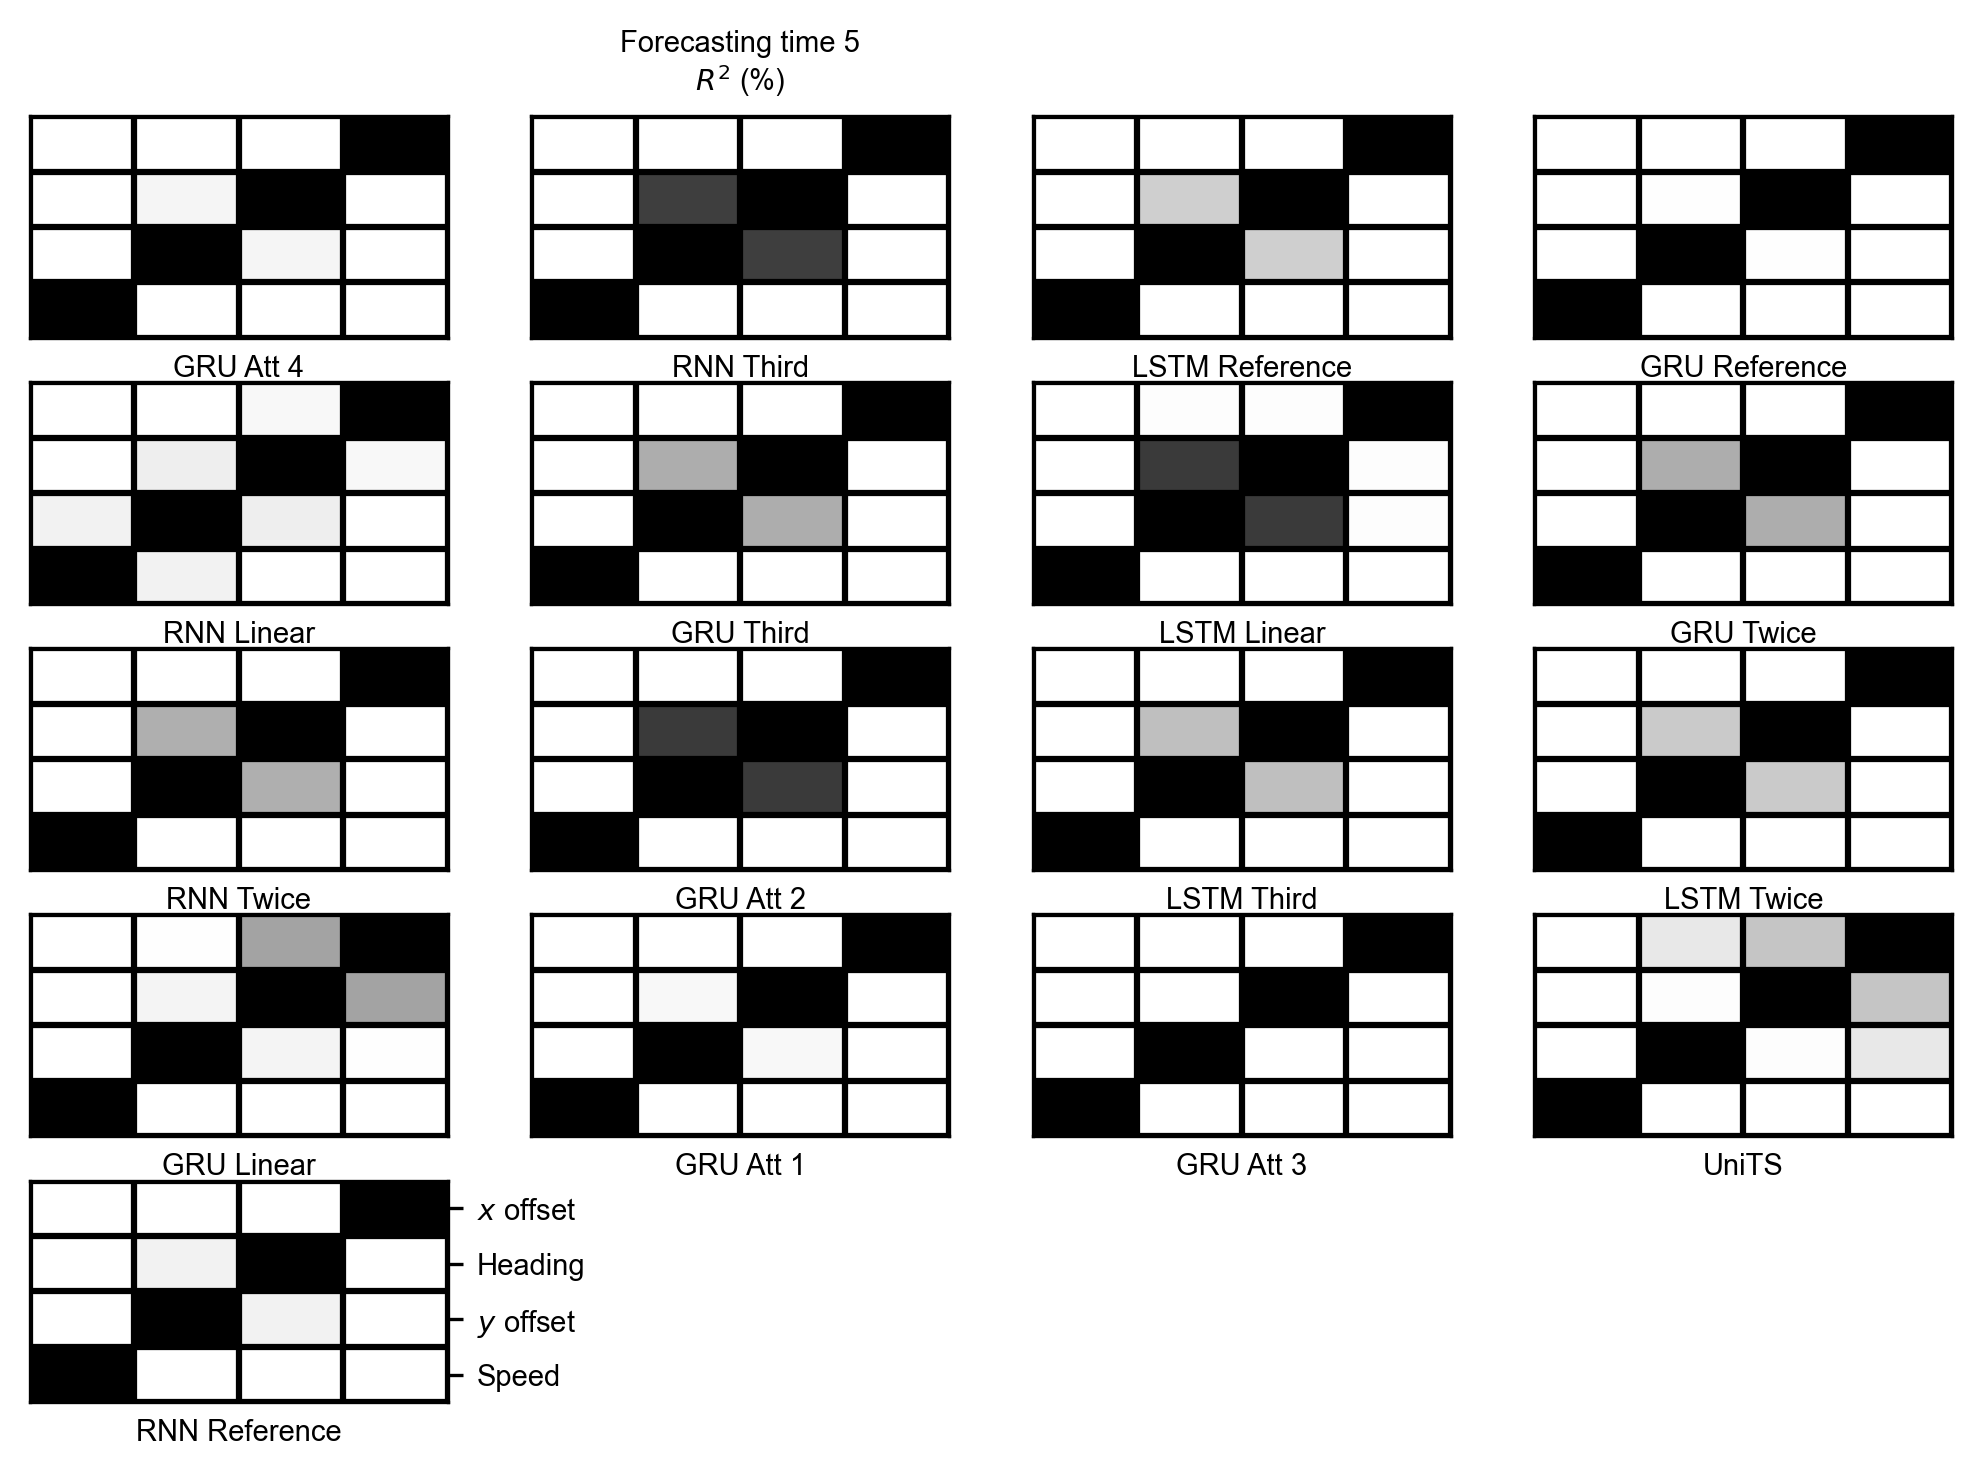 Forecasting time 5
R² (%)
GRU Att 4
RNN Third
LSTM Reference
GRU Reference
RNN Linear
GRU Third
LSTM Linear
GRU Twice
RNN Twice
GRU Att 2
LSTM Third
LSTM Twice
GRU Linear
GRU Att 1
GRU Att 3
UniTS
x offset
Heading
y offset
Speed
RNN Reference